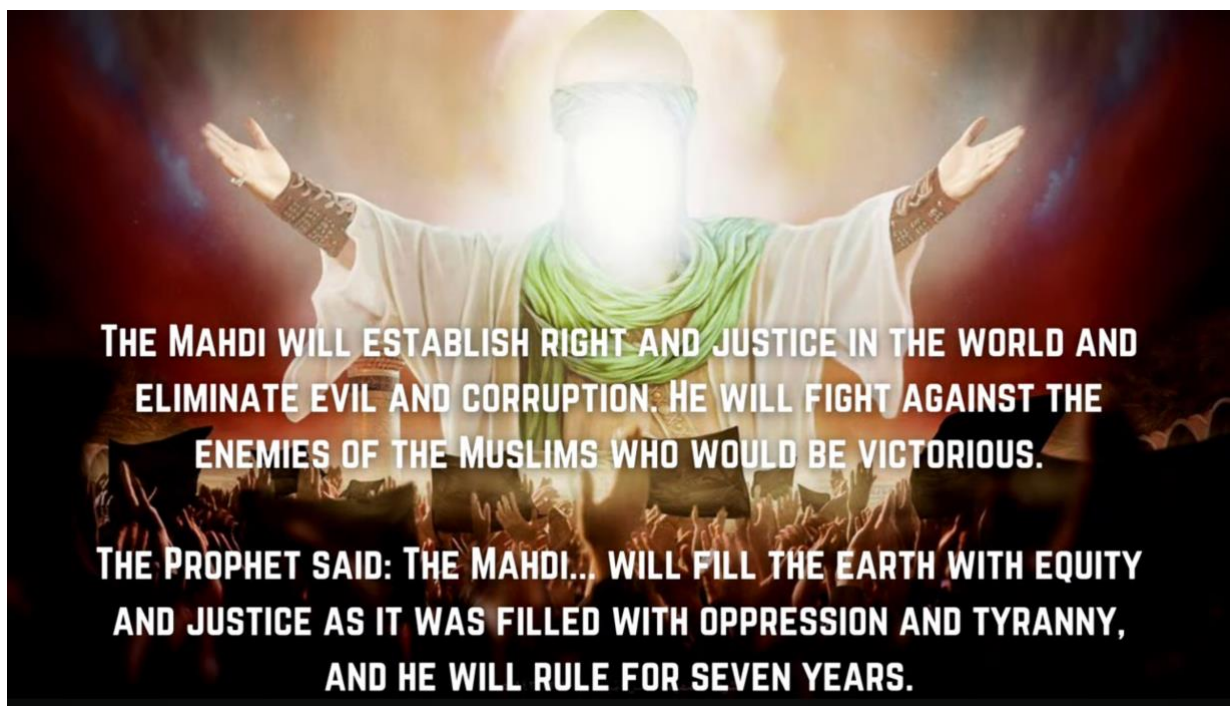 The Mahdi will establish right and justice in the world and
eliminate evil and corruption. He will fight against the
enemies of the Muslims who would be victorious.
The Prophet said: The Mahdi... will fill the earth with equity
and justice as it was filled with oppression and tyranny,
and he will rule for seven years.